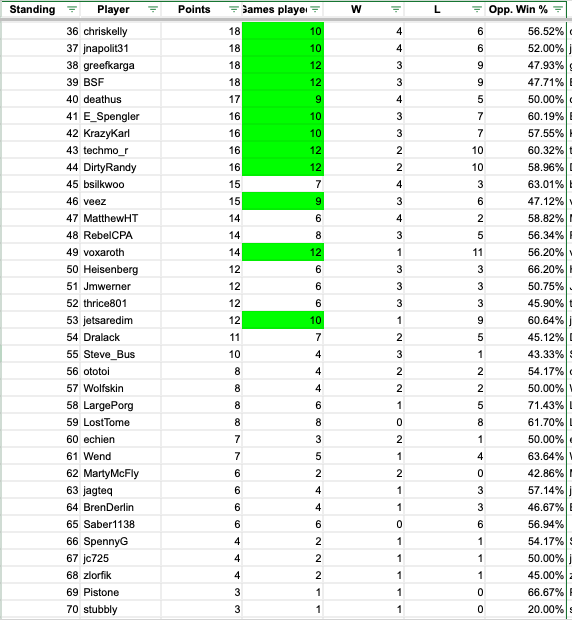 Standing Player Points Games played W L Opp. Win %
36 chriskelly 18 10 4 6 56.52%
37 jnapolit31 18 10 4 6 52.00%
38 greefkarga 18 12 3 9 47.93%
39 BSF 18 12 3 9 47.71%
40 deathus 17 9 4 5 50.00%
41 E_Spengler 16 10 3 7 60.19%
42 KrazyKarl 16 10 3 7 57.55%
43 techmo_r 16 12 2 10 60.32%
44 DirtyRandy 16 12 2 10 58.96%
45 bsilkwoo 15 7 4 3 63.01%
46 veez 15 9 3 6 47.12%
47 MatthewHT 14 6 4 2 58.82%
48 RebelCPA 14 8 3 5 56.34%
49 voxaroth 14 12 1 11 56.20%
50 Heisenberg 12 6 3 3 66.20%
51 Jmwerner 12 6 3 3 50.75%
52 thrice801 12 6 3 3 45.90%
53 jetsaredim 12 10 1 9 60.64%
54 Dralack 11 7 2 5 45.12%
55 Steve_Bus 10 4 3 1 43.33%
56 ototoi 8 4 2 2 54.17%
57 Wolfskin 8 4 2 2 50.00%
58 LargePorg 8 6 1 5 71.43%
59 LostTome 8 8 0 8 61.70%
60 echien 7 3 2 1 50.00%
61 Wend 7 5 1 4 63.64%
62 MartyMcFly 6 2 2 0 42.86%
63 jagteq 6 4 1 3 57.14%
64 BrenDerlin 6 4 1 3 46.67%
65 Saber1138 6 6 0 6 56.94%
66 SpennyG 4 2 1 1 54.17%
67 jc725 4 2 1 1 50.00%
68 zlorfik 4 2 1 1 45.00%
69 Pistone 3 1 1 0 66.67%
70 stubbly 3 1 1 0 20.00%